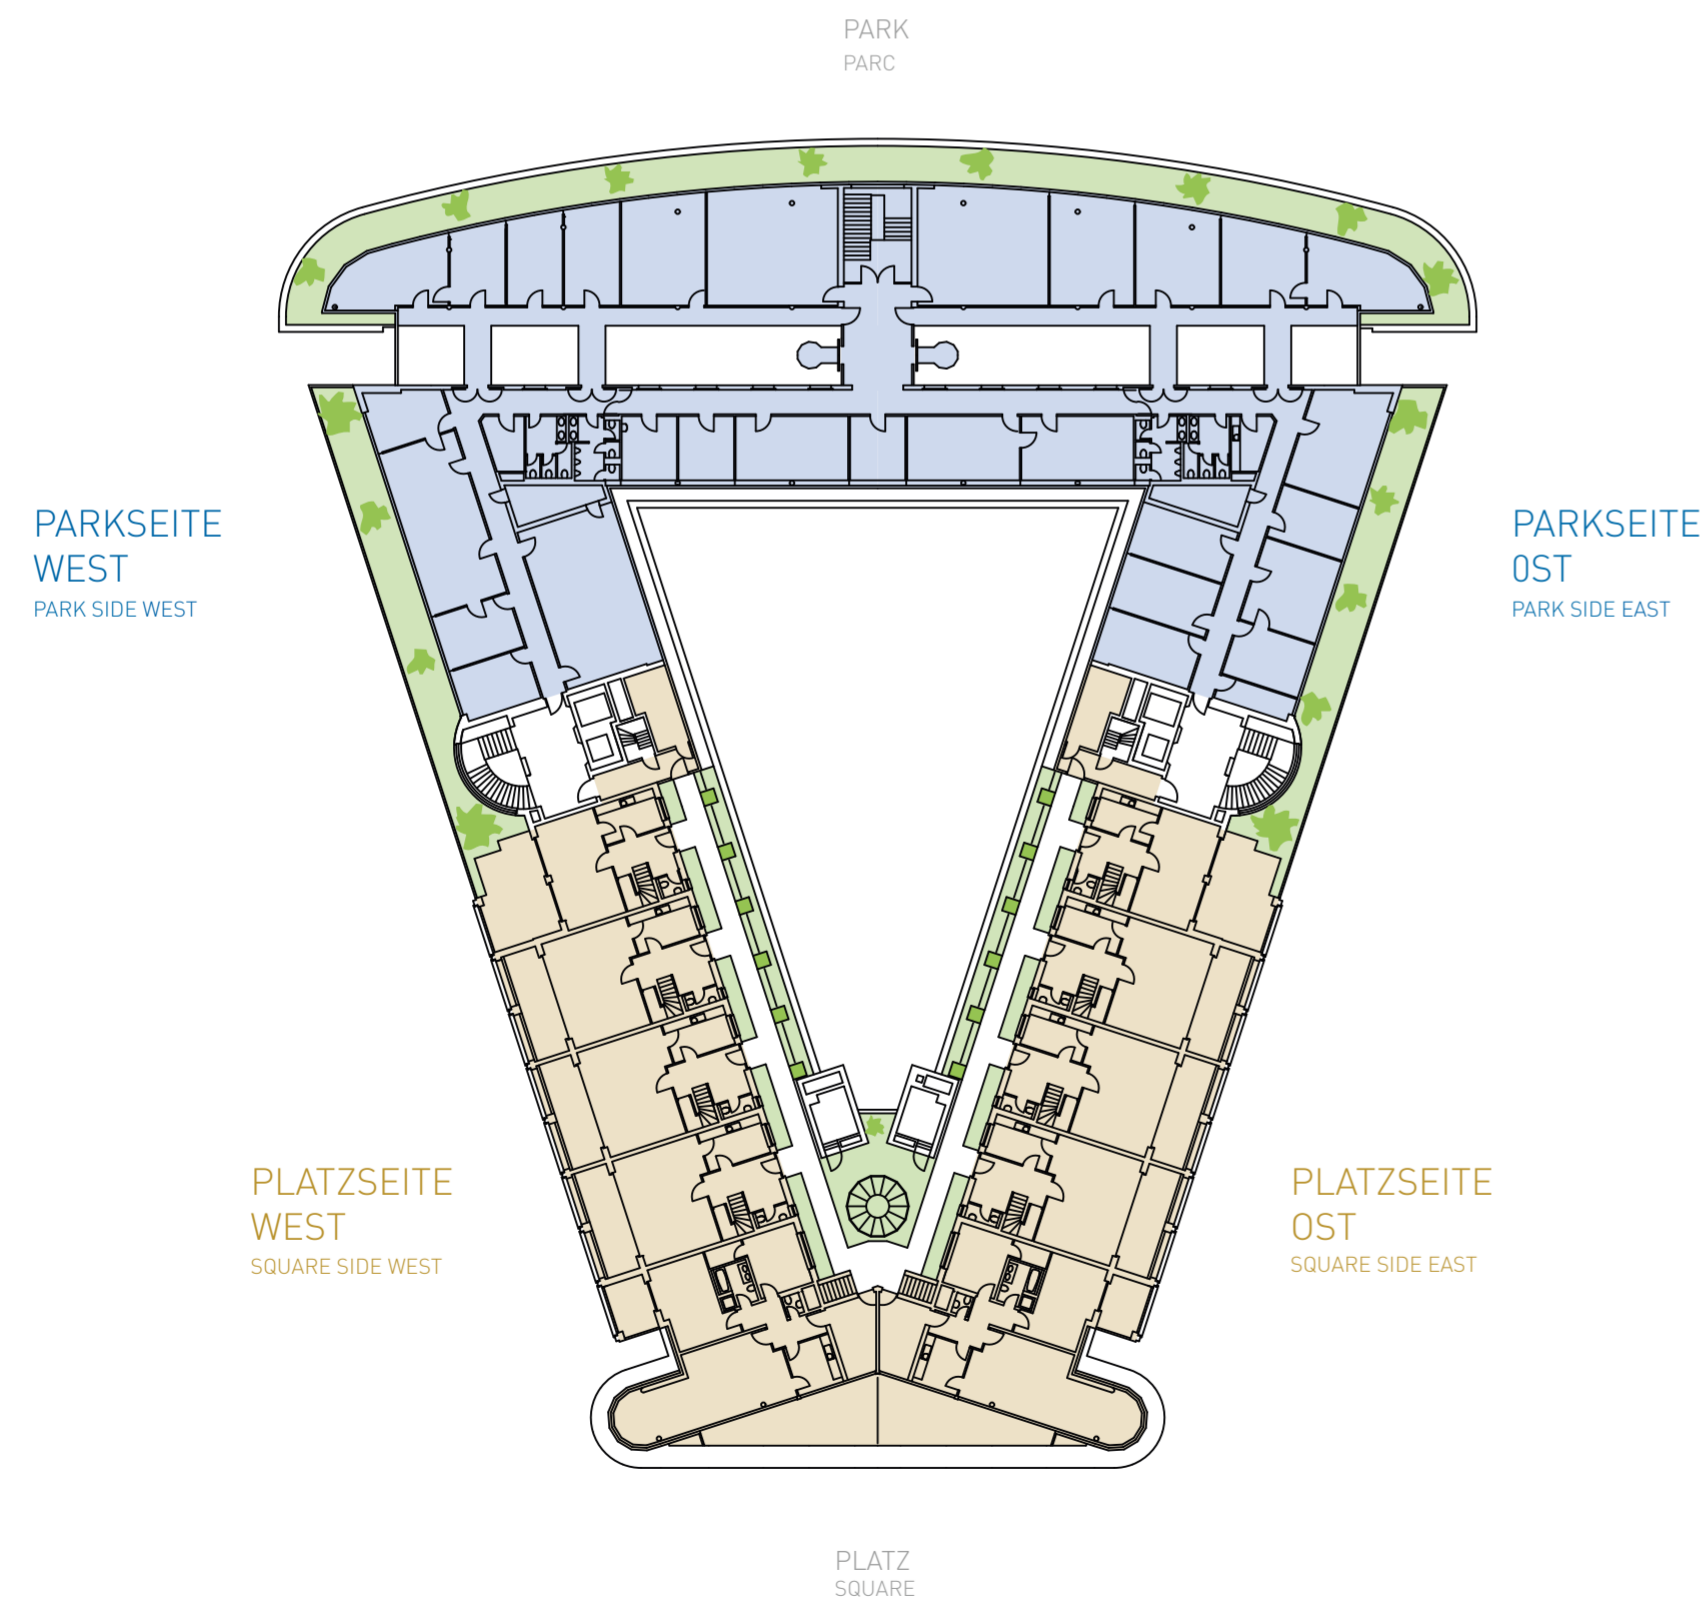 PARK
PARC
PARKSEITE
WEST
PARK SIDE WEST
PARKSEITE
0ST
PARK SIDE EAST
PLATZSEITE
WEST
SQUARE SIDE WEST
PLATZSEITE
OST
SQUARE SIDE EAST
PLATZ
SQUARE